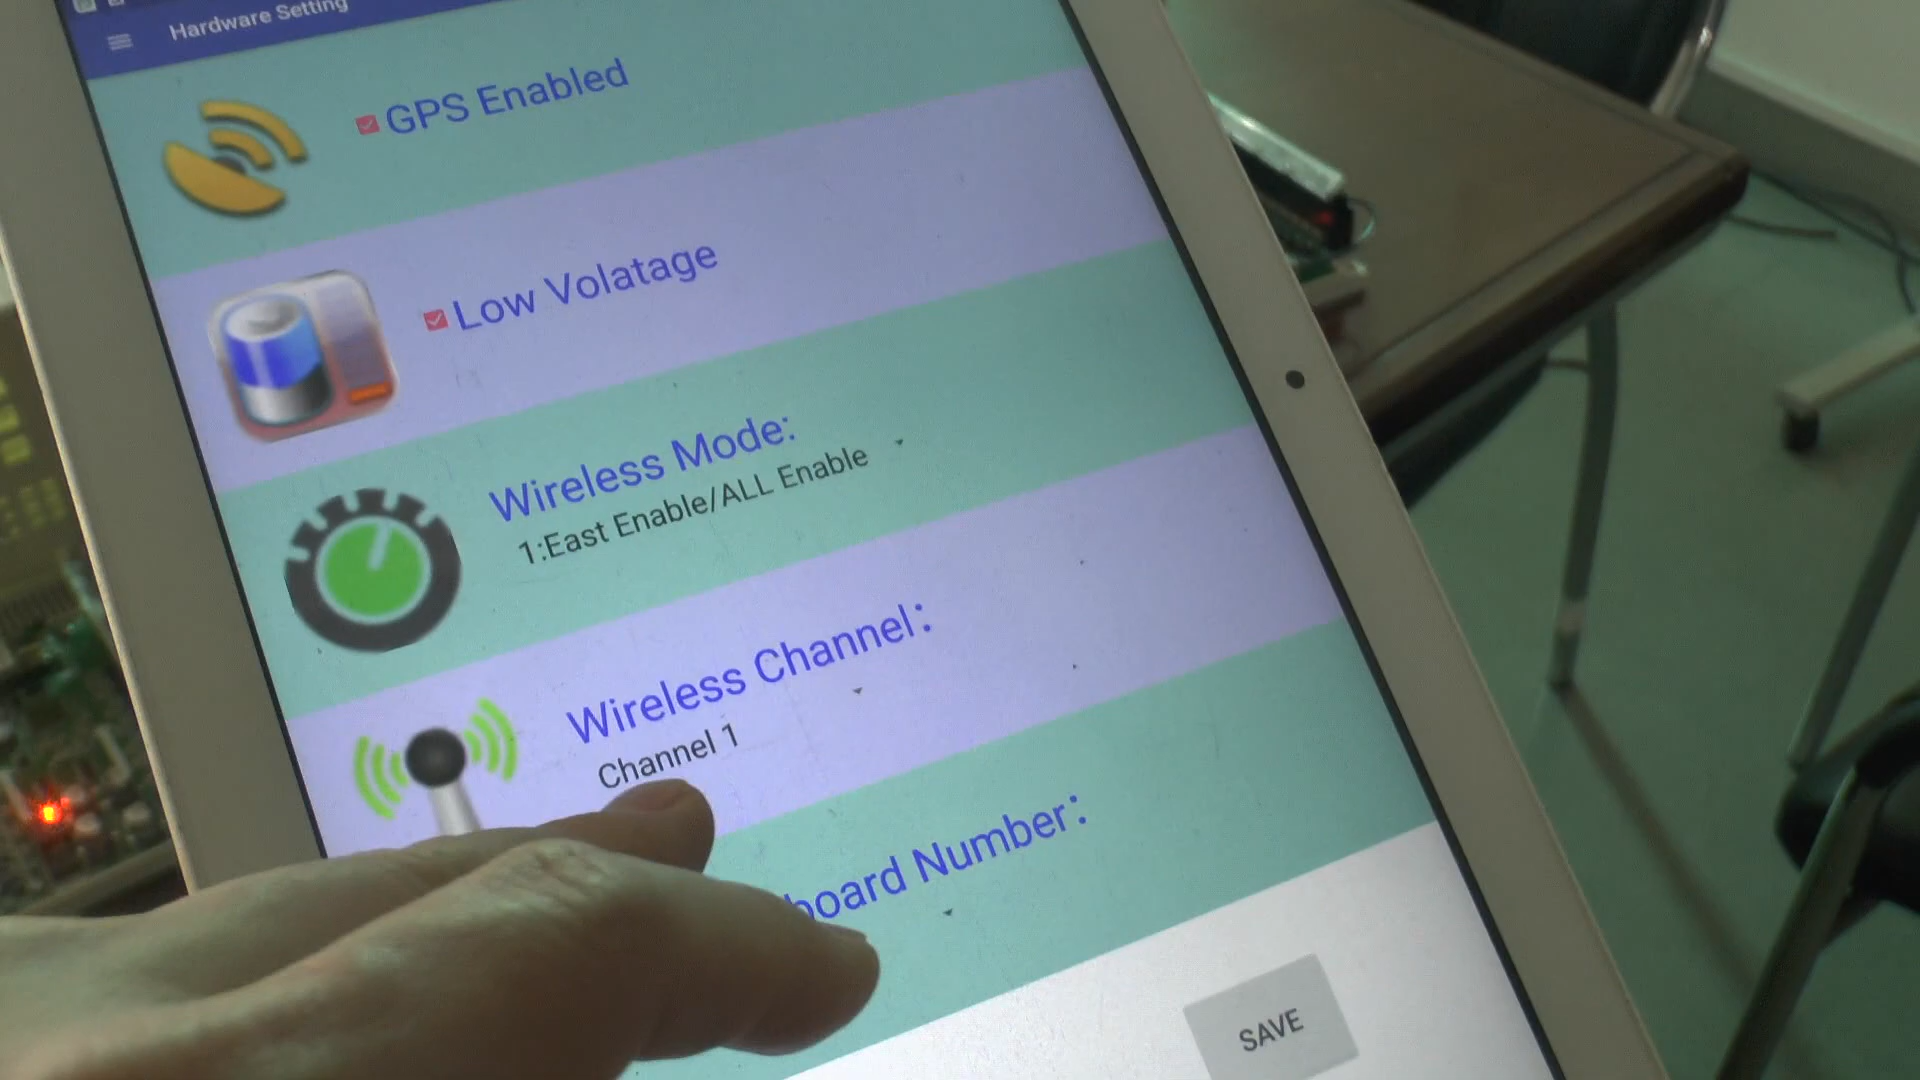 Hardware Setting
GPS Enabled
Low Volatage
Wireless Mode:
1:East Enable/ALL Enable
Wireless Channel:
Channel 1
Number:
SAVE